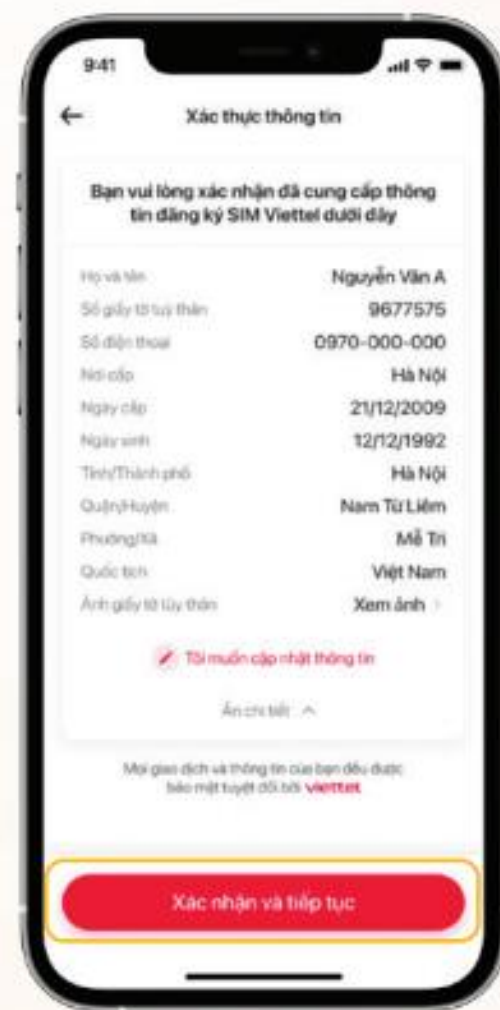 9:41
Xác thực thông tin
Bạn vui lòng xác nhận đã cung cấp thông
tin đăng ký SIM Viettel dưới đây
Họ và tên Nguyễn Văn A
Số giấy tờ tuỳ thân 9677575
Số điện thoại 0970-000-000
Nơi cấp Hà Nội
Ngày cấp 21/12/2009
Ngày sinh 12/12/1992
Tỉnh/Thành phố Hà Nội
Quận/Huyện Nam Từ Liêm
Phường/Xã Mễ Trì
Quốc tịch Việt Nam
Ảnh giấy tờ tùy thân Xem ảnh >
Tôi muốn cập nhật thông tin
Ẩn chi tiết
Mọi giao dịch và thông tin của bạn đều được
bảo mật tuyệt đối bởi viettel
Xác nhận và tiếp tục